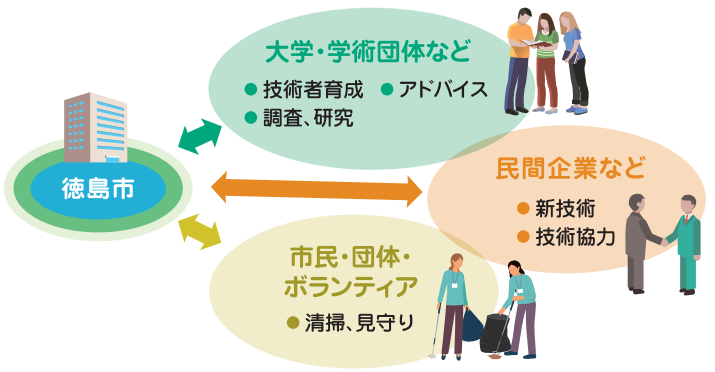 大学・学術団体など
● 技術者育成 ● アドバイス
● 調査、研究
徳島市
民間企業など
● 新技術
● 技術協力
市民・団体・
ボランティア
● 清掃、見守り